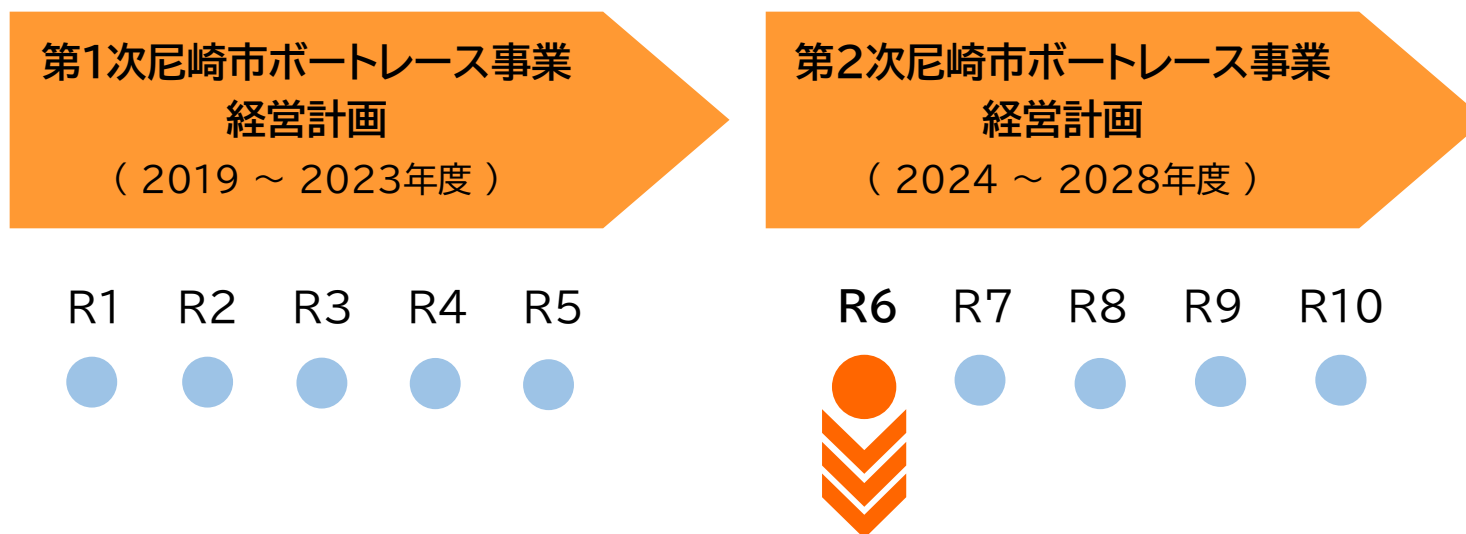 第1次尼崎市ボートレース事業
経営計画
（ 2019 ～ 2023年度 ）
第2次尼崎市ボートレース事業
経営計画
（ 2024 ～ 2028年度 ）
R1 R2 R3 R4 R5
R6 R7 R8 R9 R10